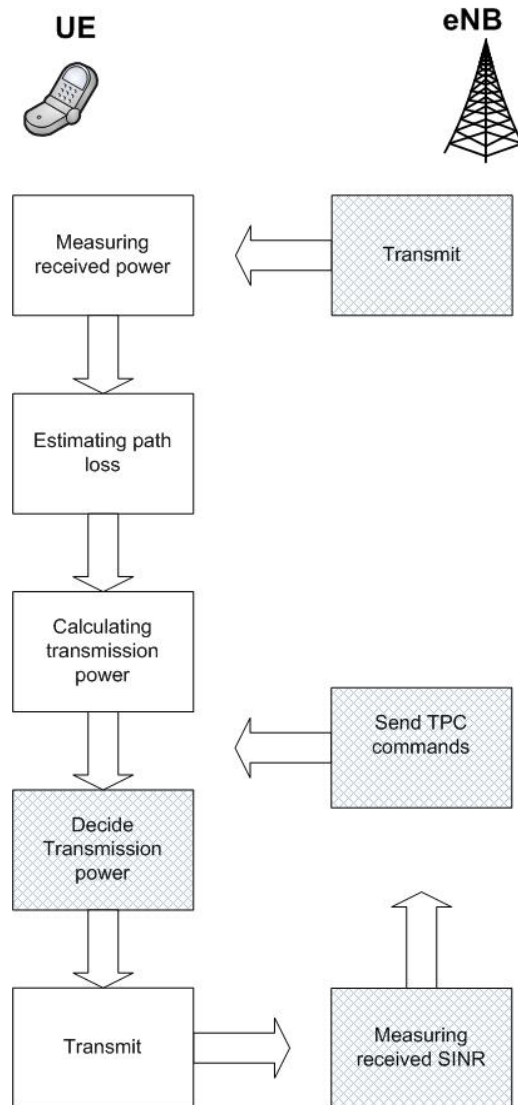 UE
eNB
Measuring
received power
Transmit
Estimating path
loss
Calculating
transmission
power
Send TPC
commands
Decide
Transmission
power
Transmit
Measuring
received SINR